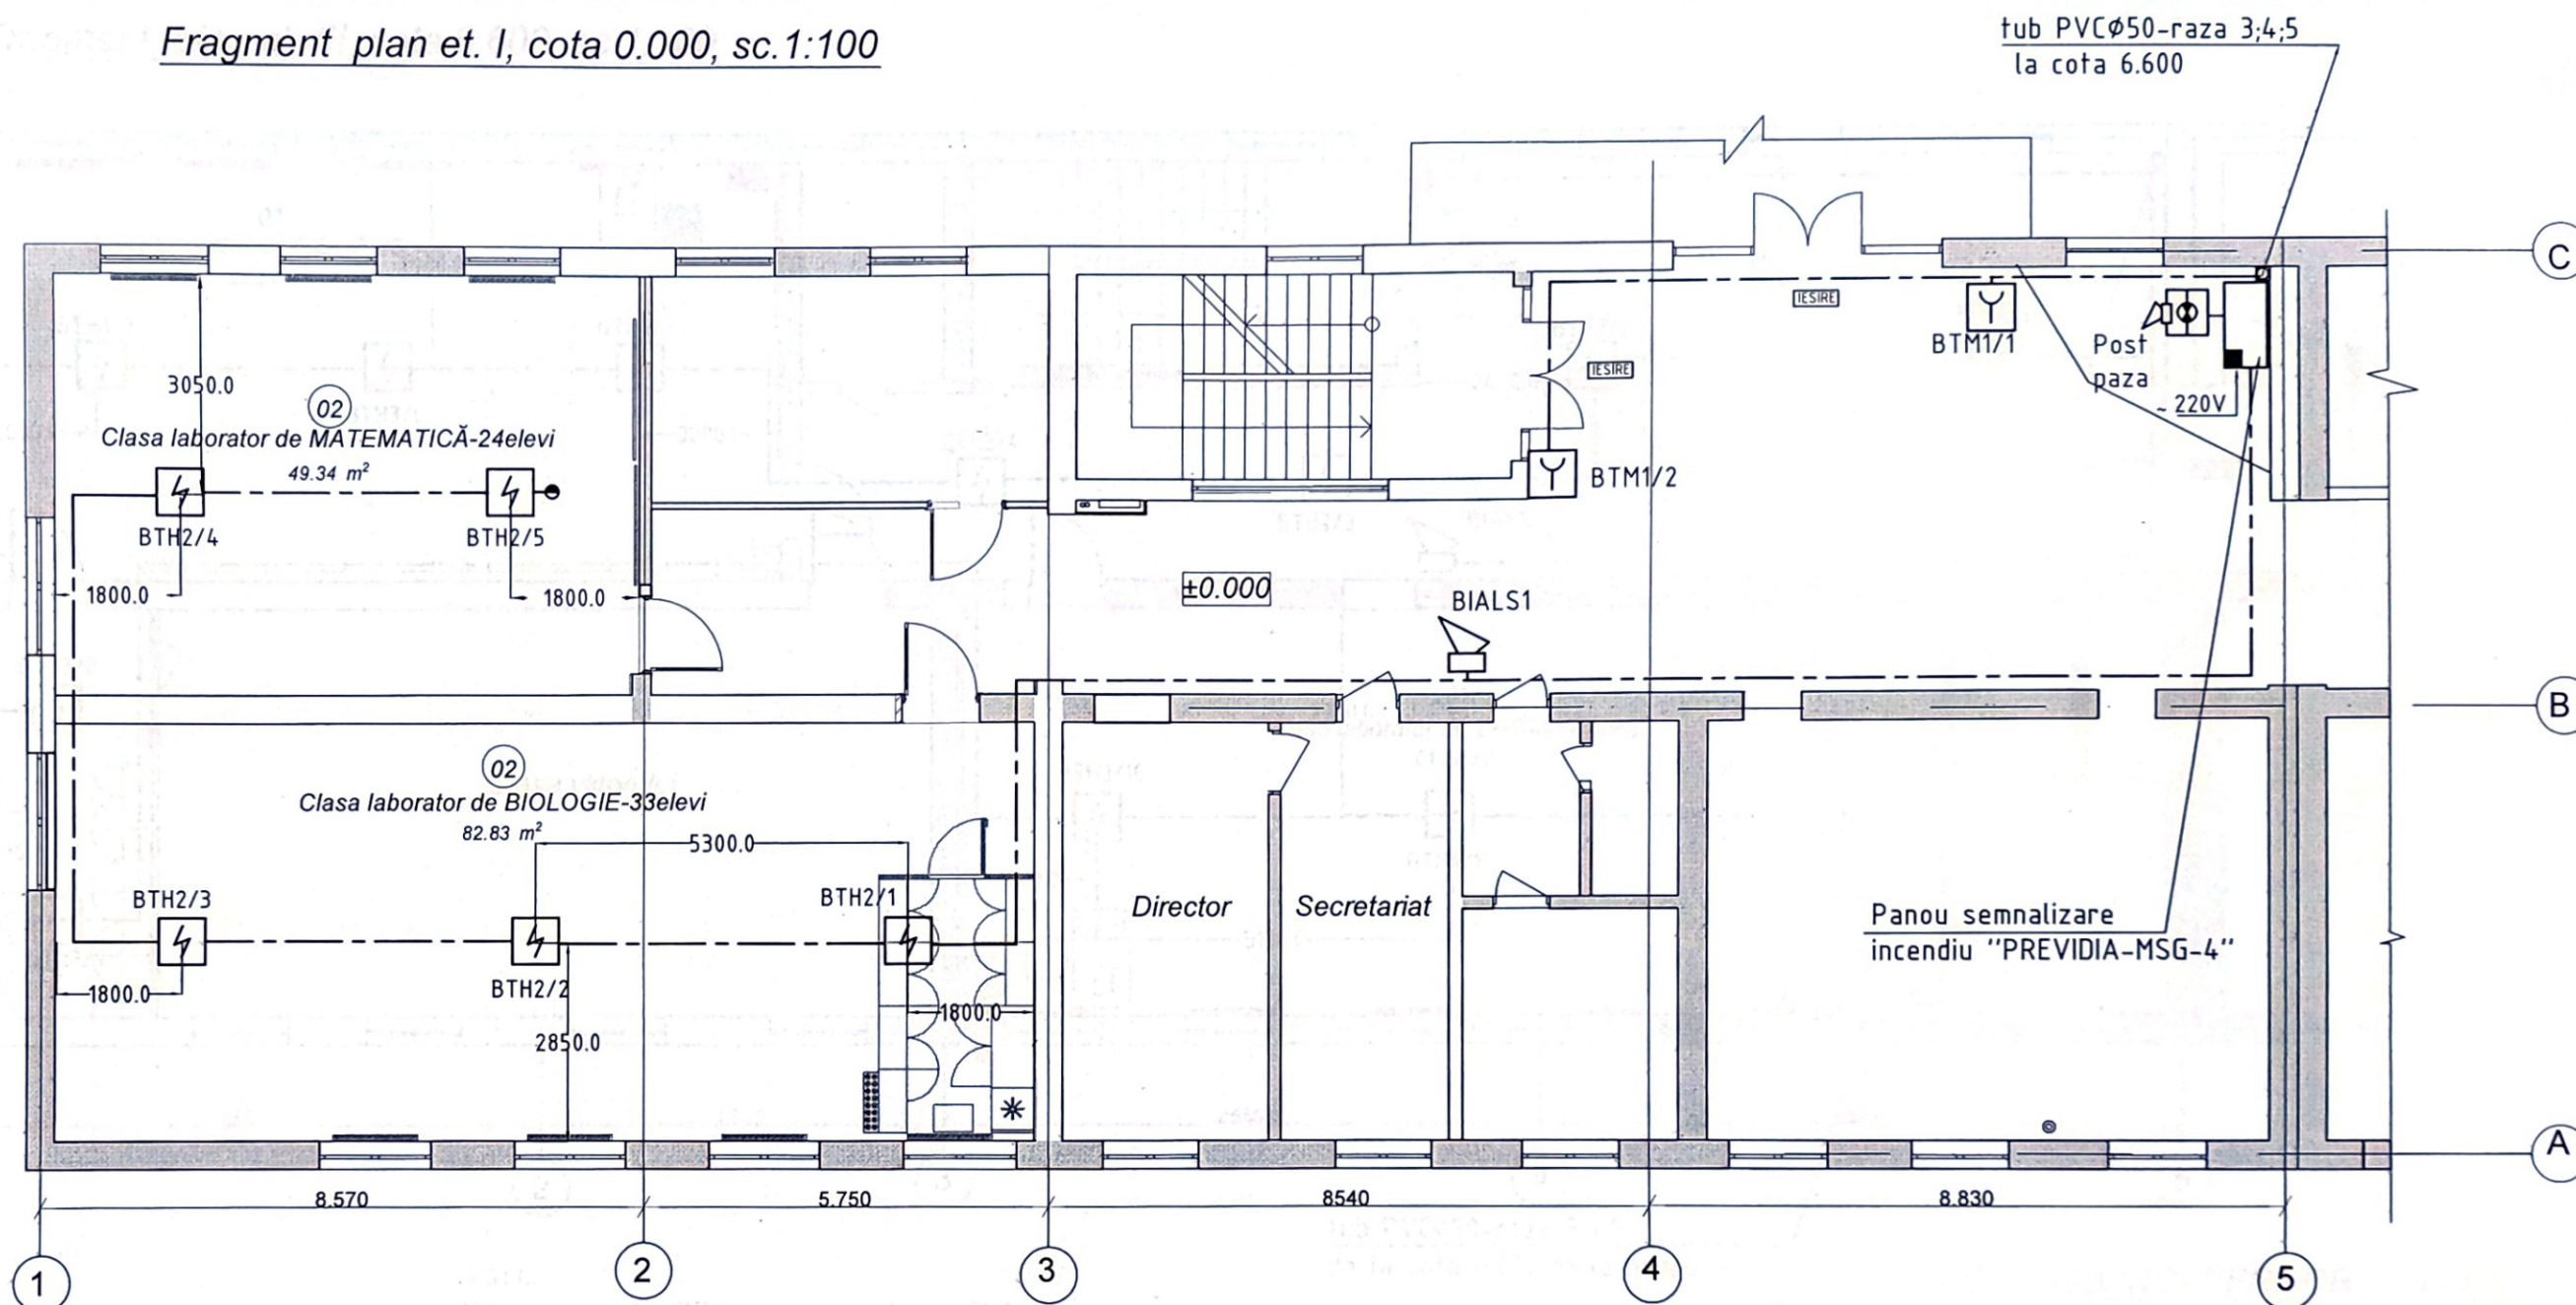 Fragment plan et. I, cota 0.000, sc.1:100
tub PVCØ50-raza 3;4;5
la cota 6.600
C
IESIRE
BTM1/1
Post
paza
~ 220V
IESIRE
BTM1/2
3050.0
02
Clasa laborator de MATEMATICĂ-24elevi
49.34 m²
BTH2/4
BTH2/5
1800.0
1800.0
±0.000
BIALS1
B
02
Clasa laborator de BIOLOGIE-33elevi
82.83 m²
5300.0
BTH2/3
BTH2/1
BTH2/2
1800.0
1800.0
2850.0
Director
Secretariat
Panou semnalizare
incendiu "PREVIDIA-MSG-4"
A
8.570
5.750
8540
8.830
1
2
3
4
5